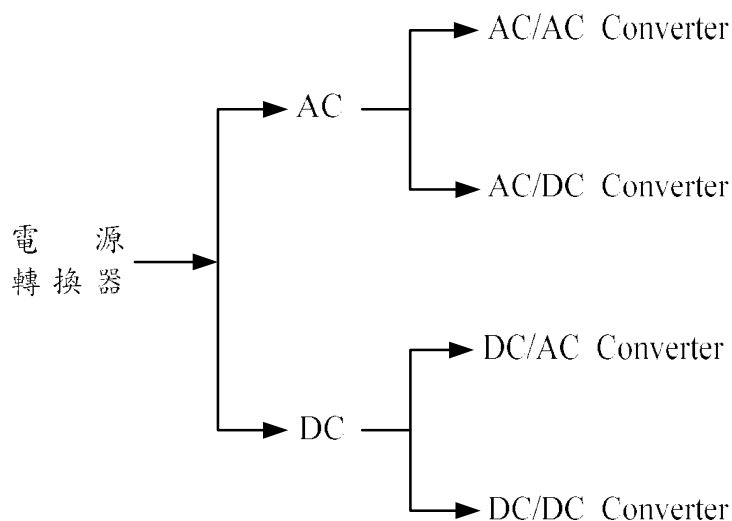 電 源
轉換器
AC
AC/AC Converter
AC/DC Converter
DC
DC/AC Converter
DC/DC Converter